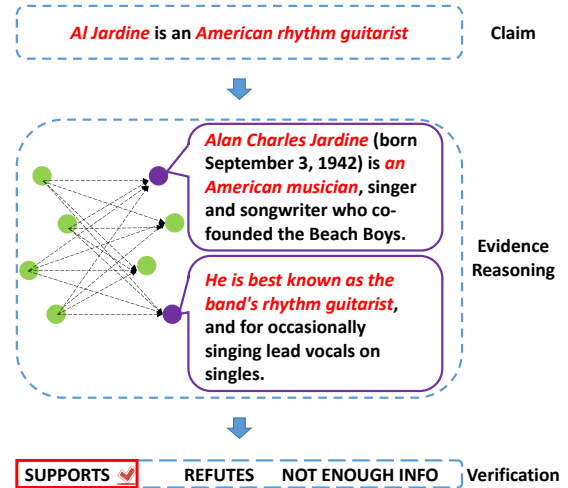 Al Jardine is an American rhythm guitarist
Claim
Alan Charles Jardine (born
September 3, 1942) is an
American musician, singer
and songwriter who co-
founded the Beach Boys.
Evidence
Reasoning
He is best known as the
band's rhythm guitarist,
and for occasionally
singing lead vocals on
singles.
SUPPORTS REFUTES NOT ENOUGH INFO Verification